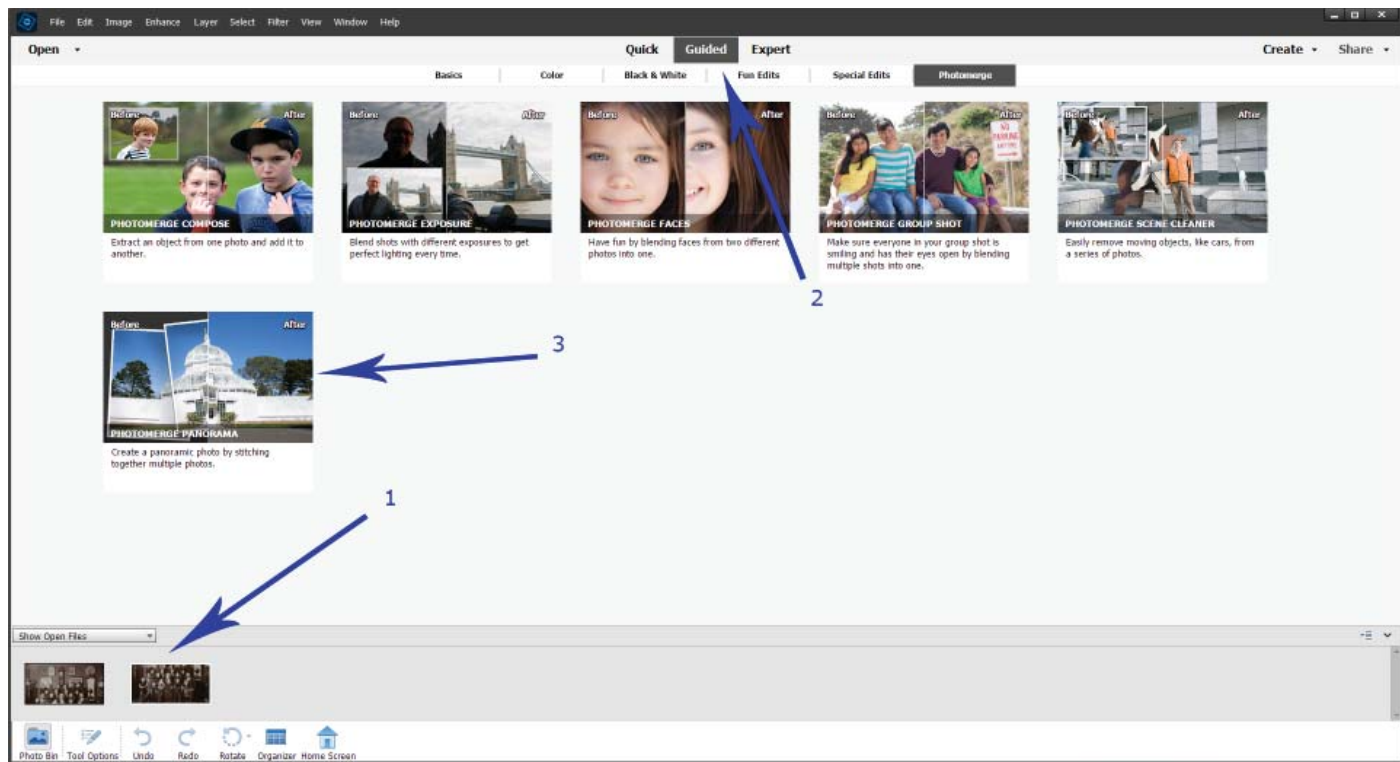 File Edit Image Enhance Layer Select Filter View Window Help
Open Quick Guided Expert Create Share
Basics Color Black & White Fun Edits Special Edits Photomerge
Before After
PHOTOMERGE COMPOSE
Extract an object from one photo and add it to
another.
Before After
PHOTOMERGE EXPOSURE
Blend shots with different exposures to get
perfect lighting every time.
Before After
PHOTOMERGE FACES
Have fun by blending faces from two different
photos into one.
Before After
NO
PARKING
ANYTIME
PHOTOMERGE GROUP SHOT
Make sure everyone in your group shot is
smiling and has their eyes open by blending
multiple shots into one.
Before After
PHOTOMERGE SCENE CLEANER
Easily remove moving objects, like cars, from
a series of photos.
2
Before After
PHOTOMERGE PANORAMA
Create a panoramic photo by stitching
together multiple photos.
3
1
Show Open Files
Photo Bin Tool Options Undo Redo Rotate Organizer Home Screen